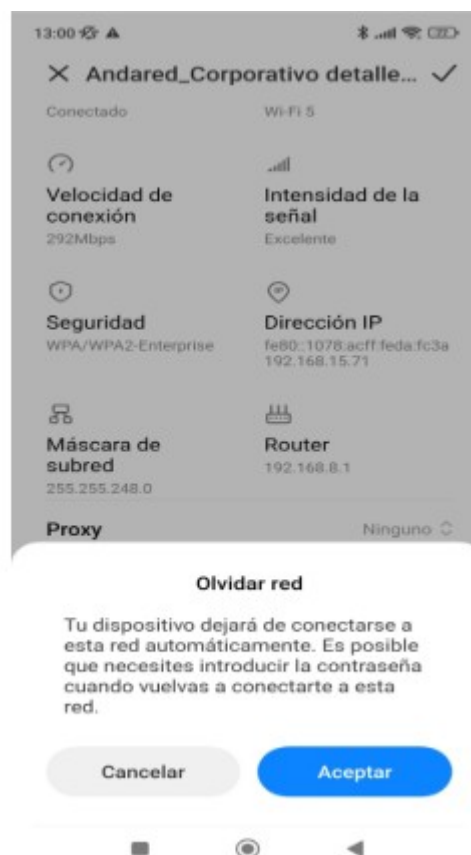 13:00
Andared_Corporativo detalle...
Conectado
Wi-Fi 5
Velocidad de
conexión
292Mbps
Intensidad de la
señal
Excelente
Seguridad
WPA/WPA2-Enterprise
Dirección IP
fe80::1078:acff:feda:fc3a
192.168.15.71
Máscara de
subred
255.255.248.0
Router
192.168.8.1
Proxy
Ninguno
Olvidar red
Tu dispositivo dejará de conectarse a
esta red automáticamente. Es posible
que necesites introducir la contraseña
cuando vuelvas a conectarte a esta
red.
Cancelar
Aceptar